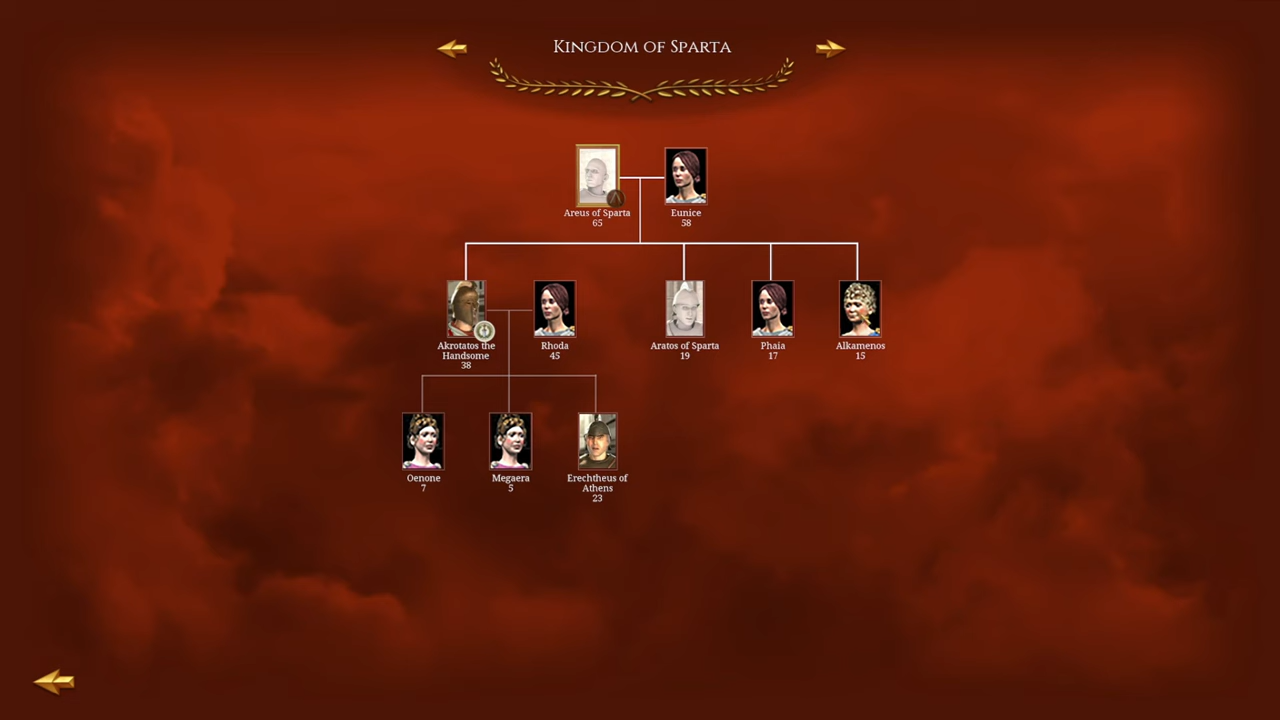 Kingdom of Sparta
Areus of Sparta
65
Eunice
58
Akrotatos the
Handsome
38
Rhoda
45
Aratos of Sparta
19
Phaia
17
Alkamenos
15
Oenone
7
Megaera
5
Erechtheus of
Athens
23